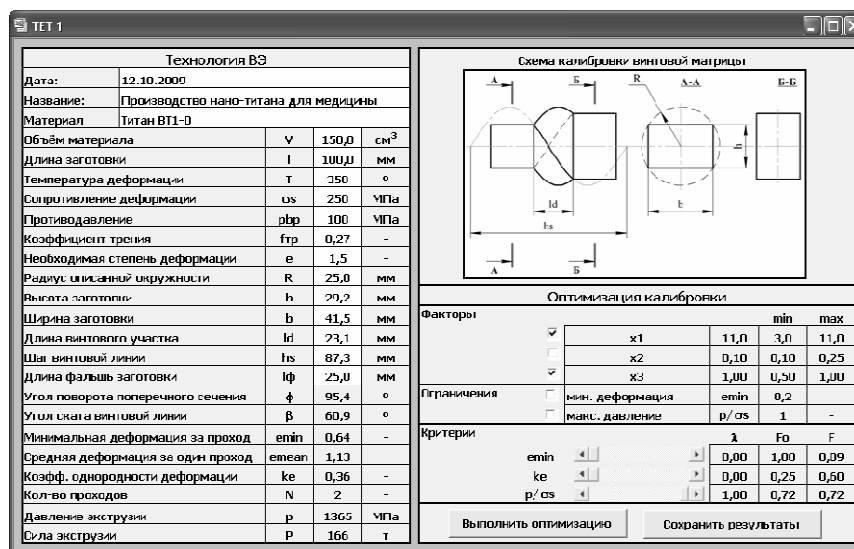 TET 1
Технология ВЭ
Дата: 12.10.2009
Название: Производство нано-титана для медицины
Материал Титан ВТ1-0
Объём материала V 150,0 см3
Длина заготовки l 100,0 мм
Температура деформации T 350 °
Сопротивление деформации σs 250 МПа
Противодавление pbp 100 МПа
Коэффициент трения fтр 0,27 -
Необходимая степень деформации e 1,5 -
Радиус описанной окружности R 25,0 мм
Высота заготовки h 29,2 мм
Ширина заготовки b 41,5 мм
Длина винтового участка ld 23,1 мм
Шаг винтовой линии hs 87,3 мм
Длина фальшь заготовки lф 25,0 мм
Угол поворота поперечного сечения ϕ 95,4 °
Угол ската винтовой линии β 60,9 °
Минимальная деформация за проход emin 0,64 -
Средняя деформация за один проход emean 1,13
Коэфф. однородности деформации ke 0,36 -
Кол-во проходов N 2 -
Давление экструзии p 1365 МПа
Сила экструзии P 166 т
Схема калибровки винтовой матрицы
А Б R А-А Б-Б
h
ld b
hs
А Б
Оптимизация калибровки
Факторы min max
x1 11,0 3,0 11,0
x2 0,10 0,10 0,25
x3 1,00 0,50 1,00
Ограничения мин. деформация emin 0,2
макс. давление p/σs 1 -
Критерии λ Fo F
emin 0,00 1,00 0,09
ke 0,00 0,25 0,60
p/σs 1,00 0,72 0,72
Выполнить оптимизацию Сохранить результаты